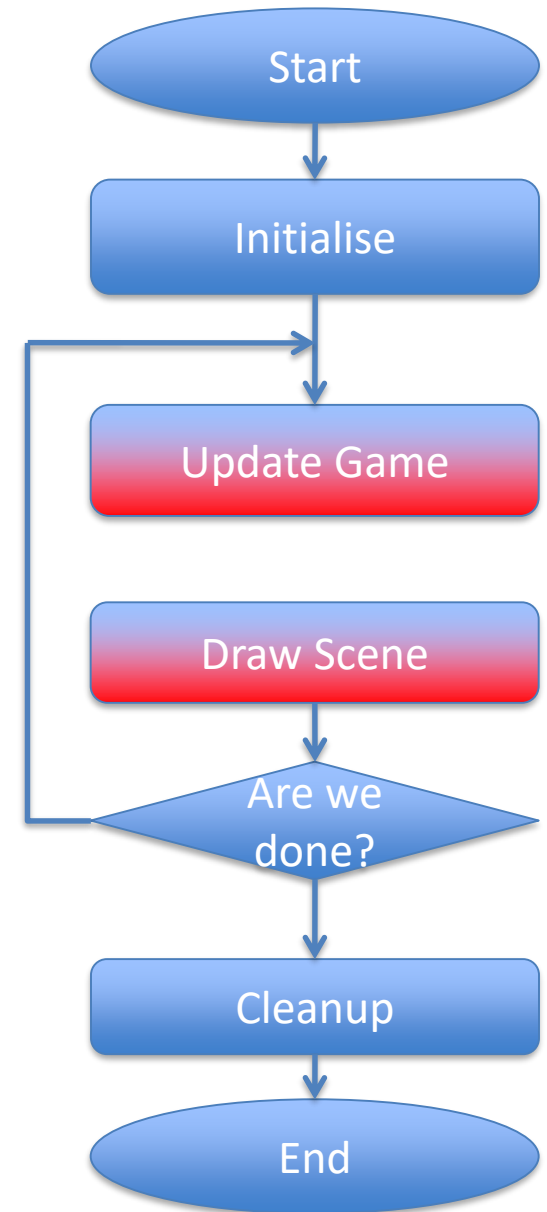 Start
Initialise
Update Game
Draw Scene
Are we
done?
Cleanup
End